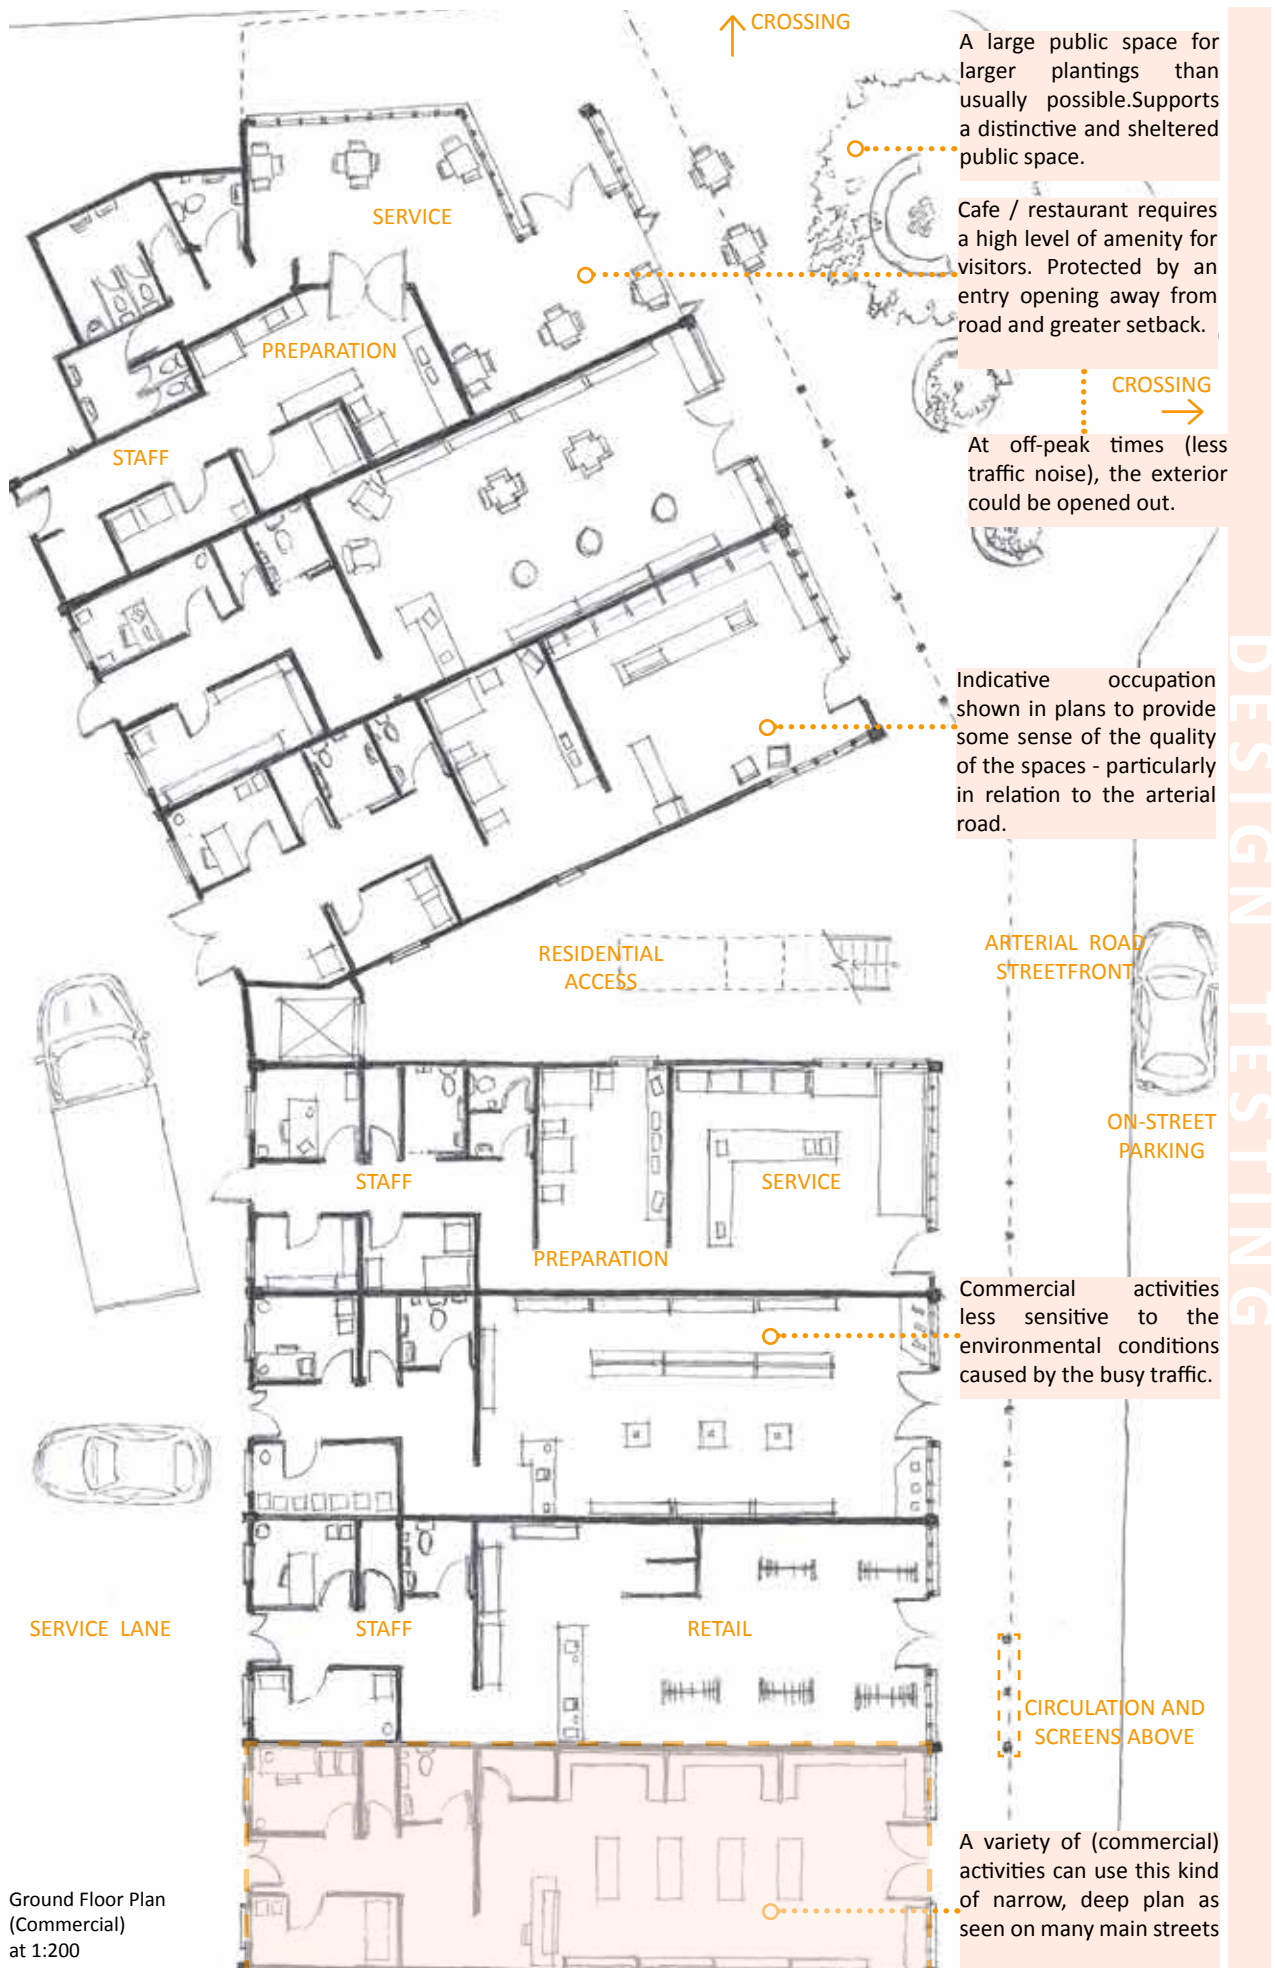 CROSSING
A large public space for
larger plantings than
usually possible.Supports
a distinctive and sheltered
public space.
Cafe / restaurant requires
a high level of amenity for
visitors. Protected by an
entry opening away from
road and greater setback.
SERVICE
PREPARATION
CROSSING
At off-peak times (less
traffic noise), the exterior
could be opened out.
STAFF
Indicative occupation
shown in plans to provide
some sense of the quality
of the spaces - particularly
in relation to the arterial
road.
DESIGN TESTING
RESIDENTIAL
ACCESS
ARTERIAL ROAD
STREETFRONT
ON-STREET
PARKING
STAFF
SERVICE
PREPARATION
Commercial activities
less sensitive to the
environmental conditions
caused by the busy traffic.
SERVICE LANE
STAFF
RETAIL
CIRCULATION AND
SCREENS ABOVE
A variety of (commercial)
activities can use this kind
of narrow, deep plan as
seen on many main streets
Ground Floor Plan
(Commercial)
at 1:200